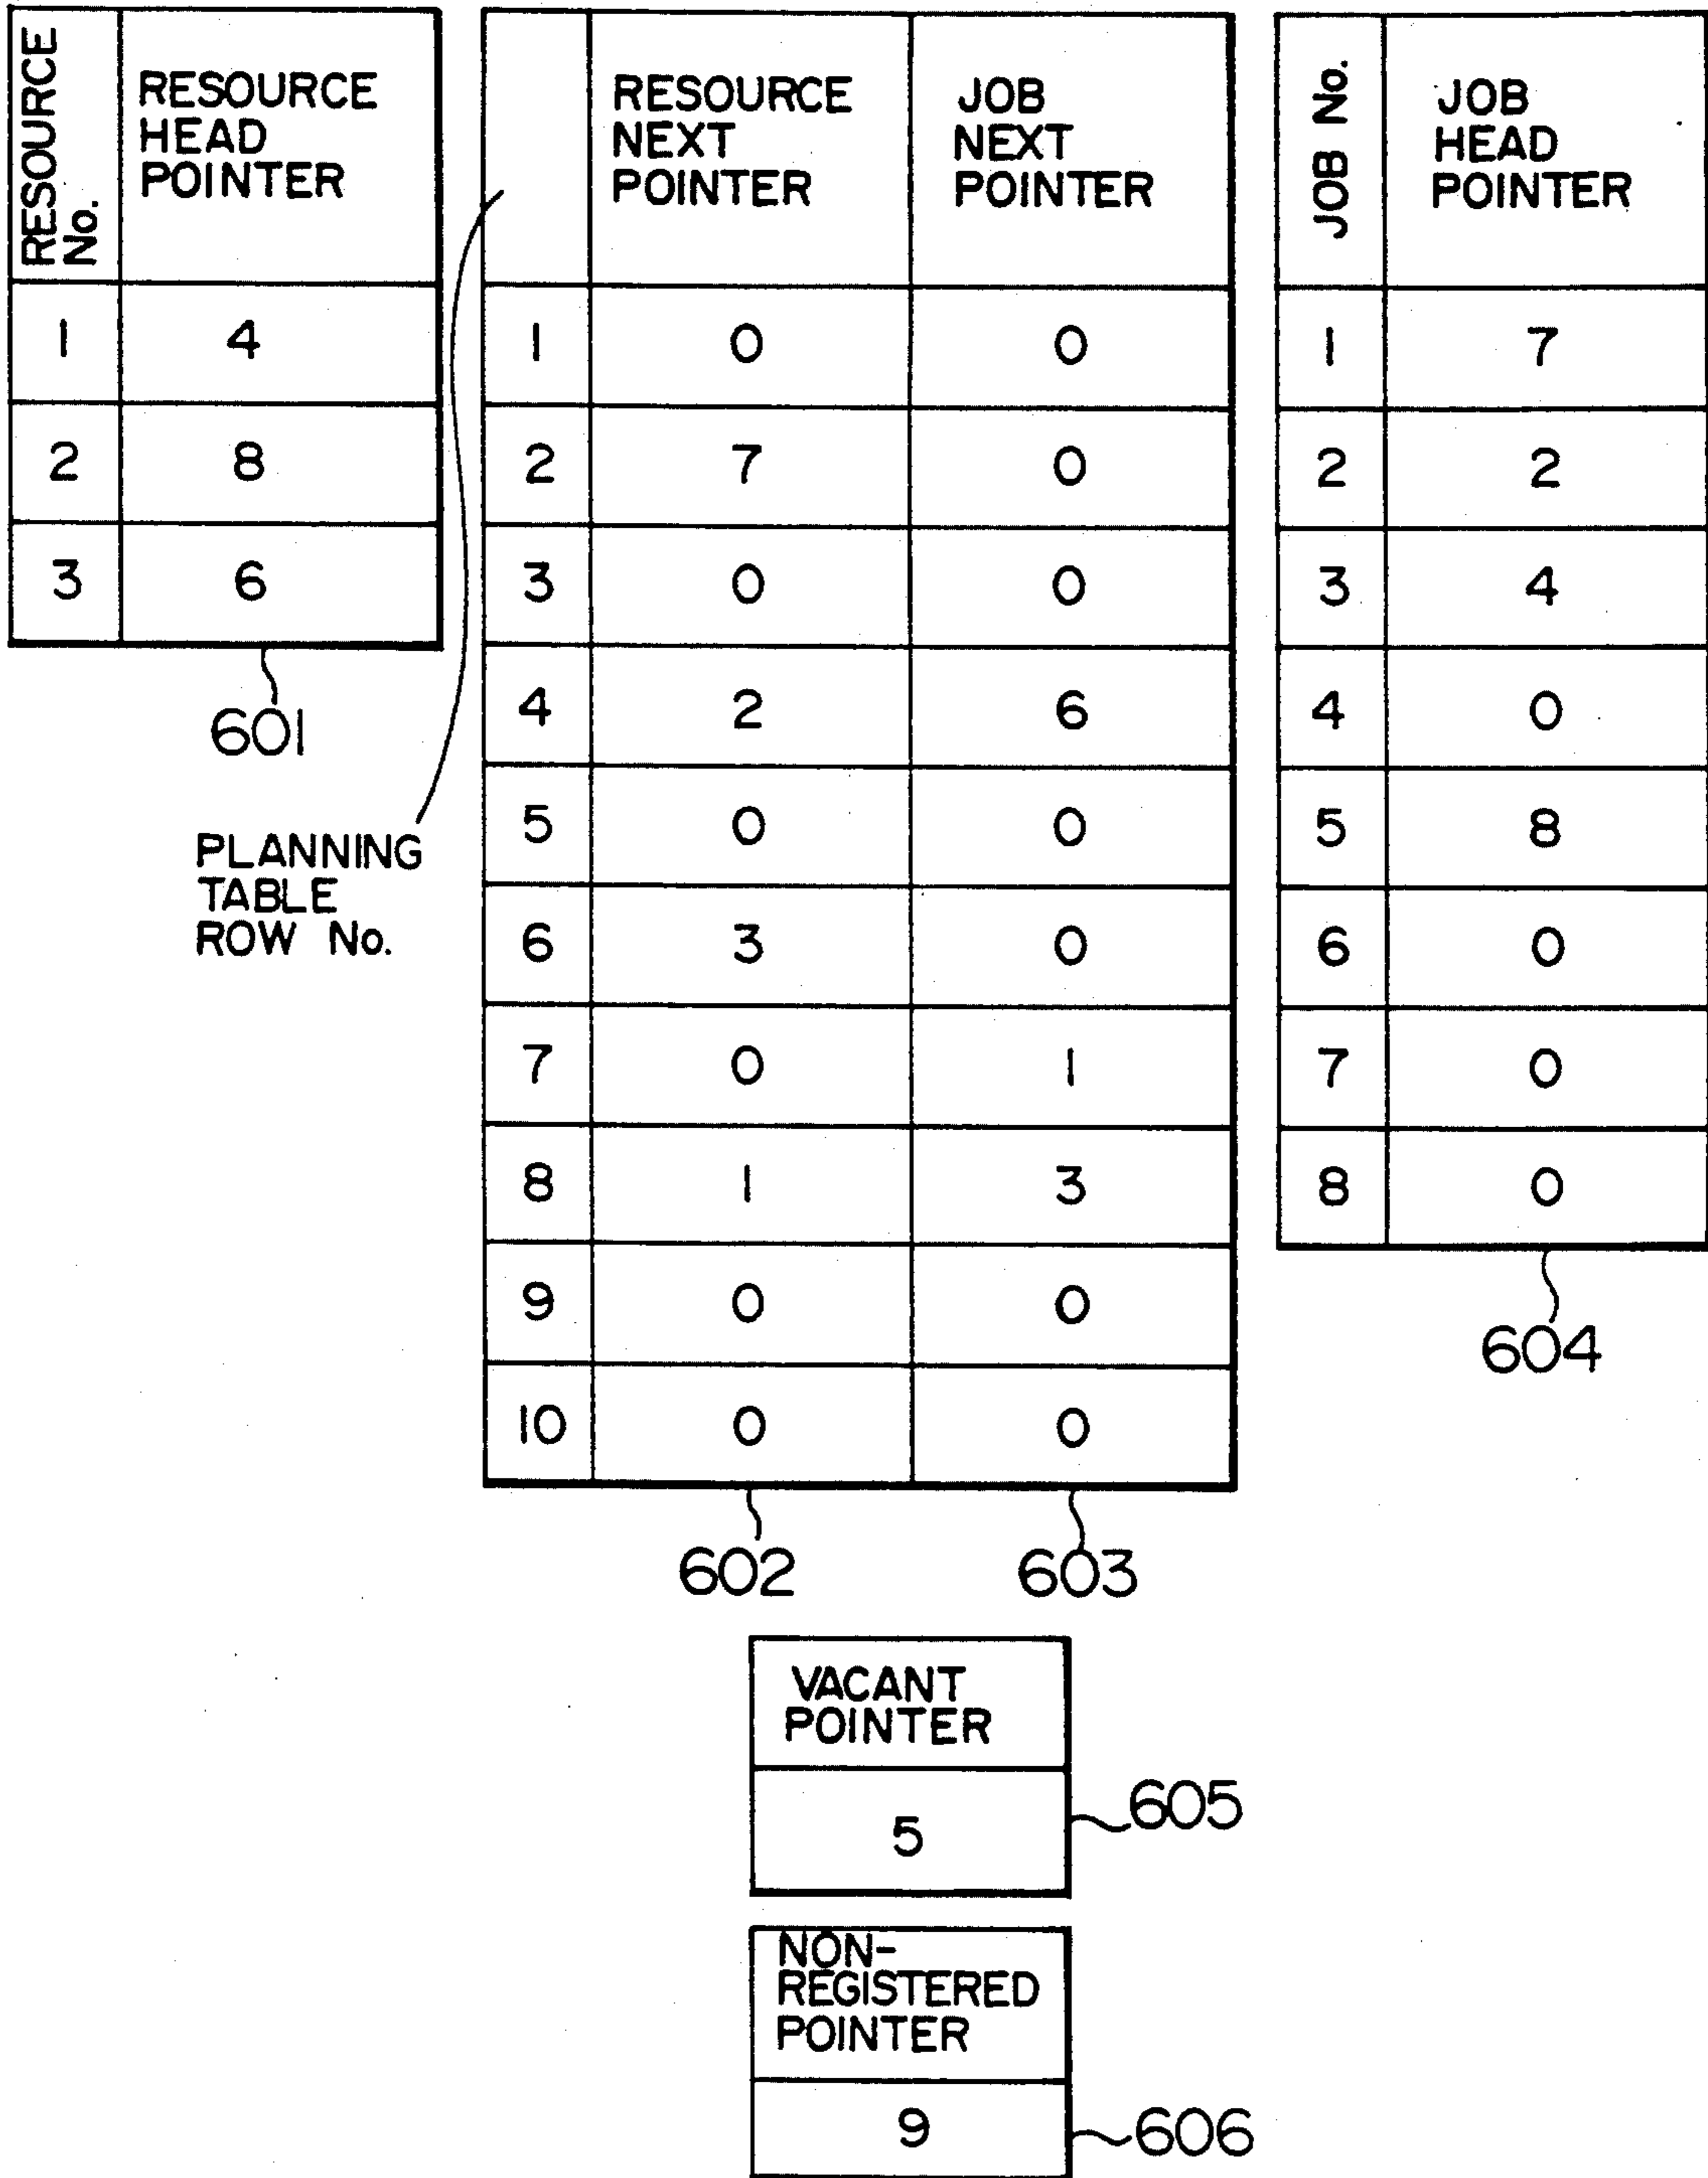 RESOURCE No.
RESOURCE HEAD POINTER
1 4
2 8
3 6
601
PLANNING
TABLE
ROW No.
RESOURCE NEXT POINTER
JOB NEXT POINTER
1 0 0
2 7 0
3 0 0
4 2 6
5 0 0
6 3 0
7 0 1
8 1 3
9 0 0
10 0 0
602
603
JOB No.
JOB HEAD POINTER
1 7
2 2
3 4
4 0
5 8
6 0
7 0
8 0
604
VACANT
POINTER
5
605
NON-
REGISTERED
POINTER
9
606